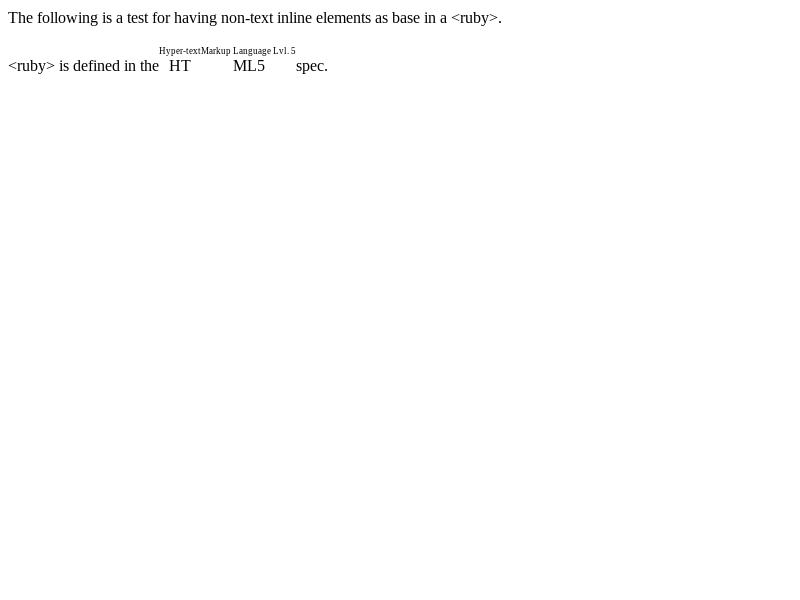 The following is a test for having non-text inline elements as base in a <ruby>.
Hyper-textMarkup Language Lvl. 5
<ruby> is defined in the HT ML5 spec.